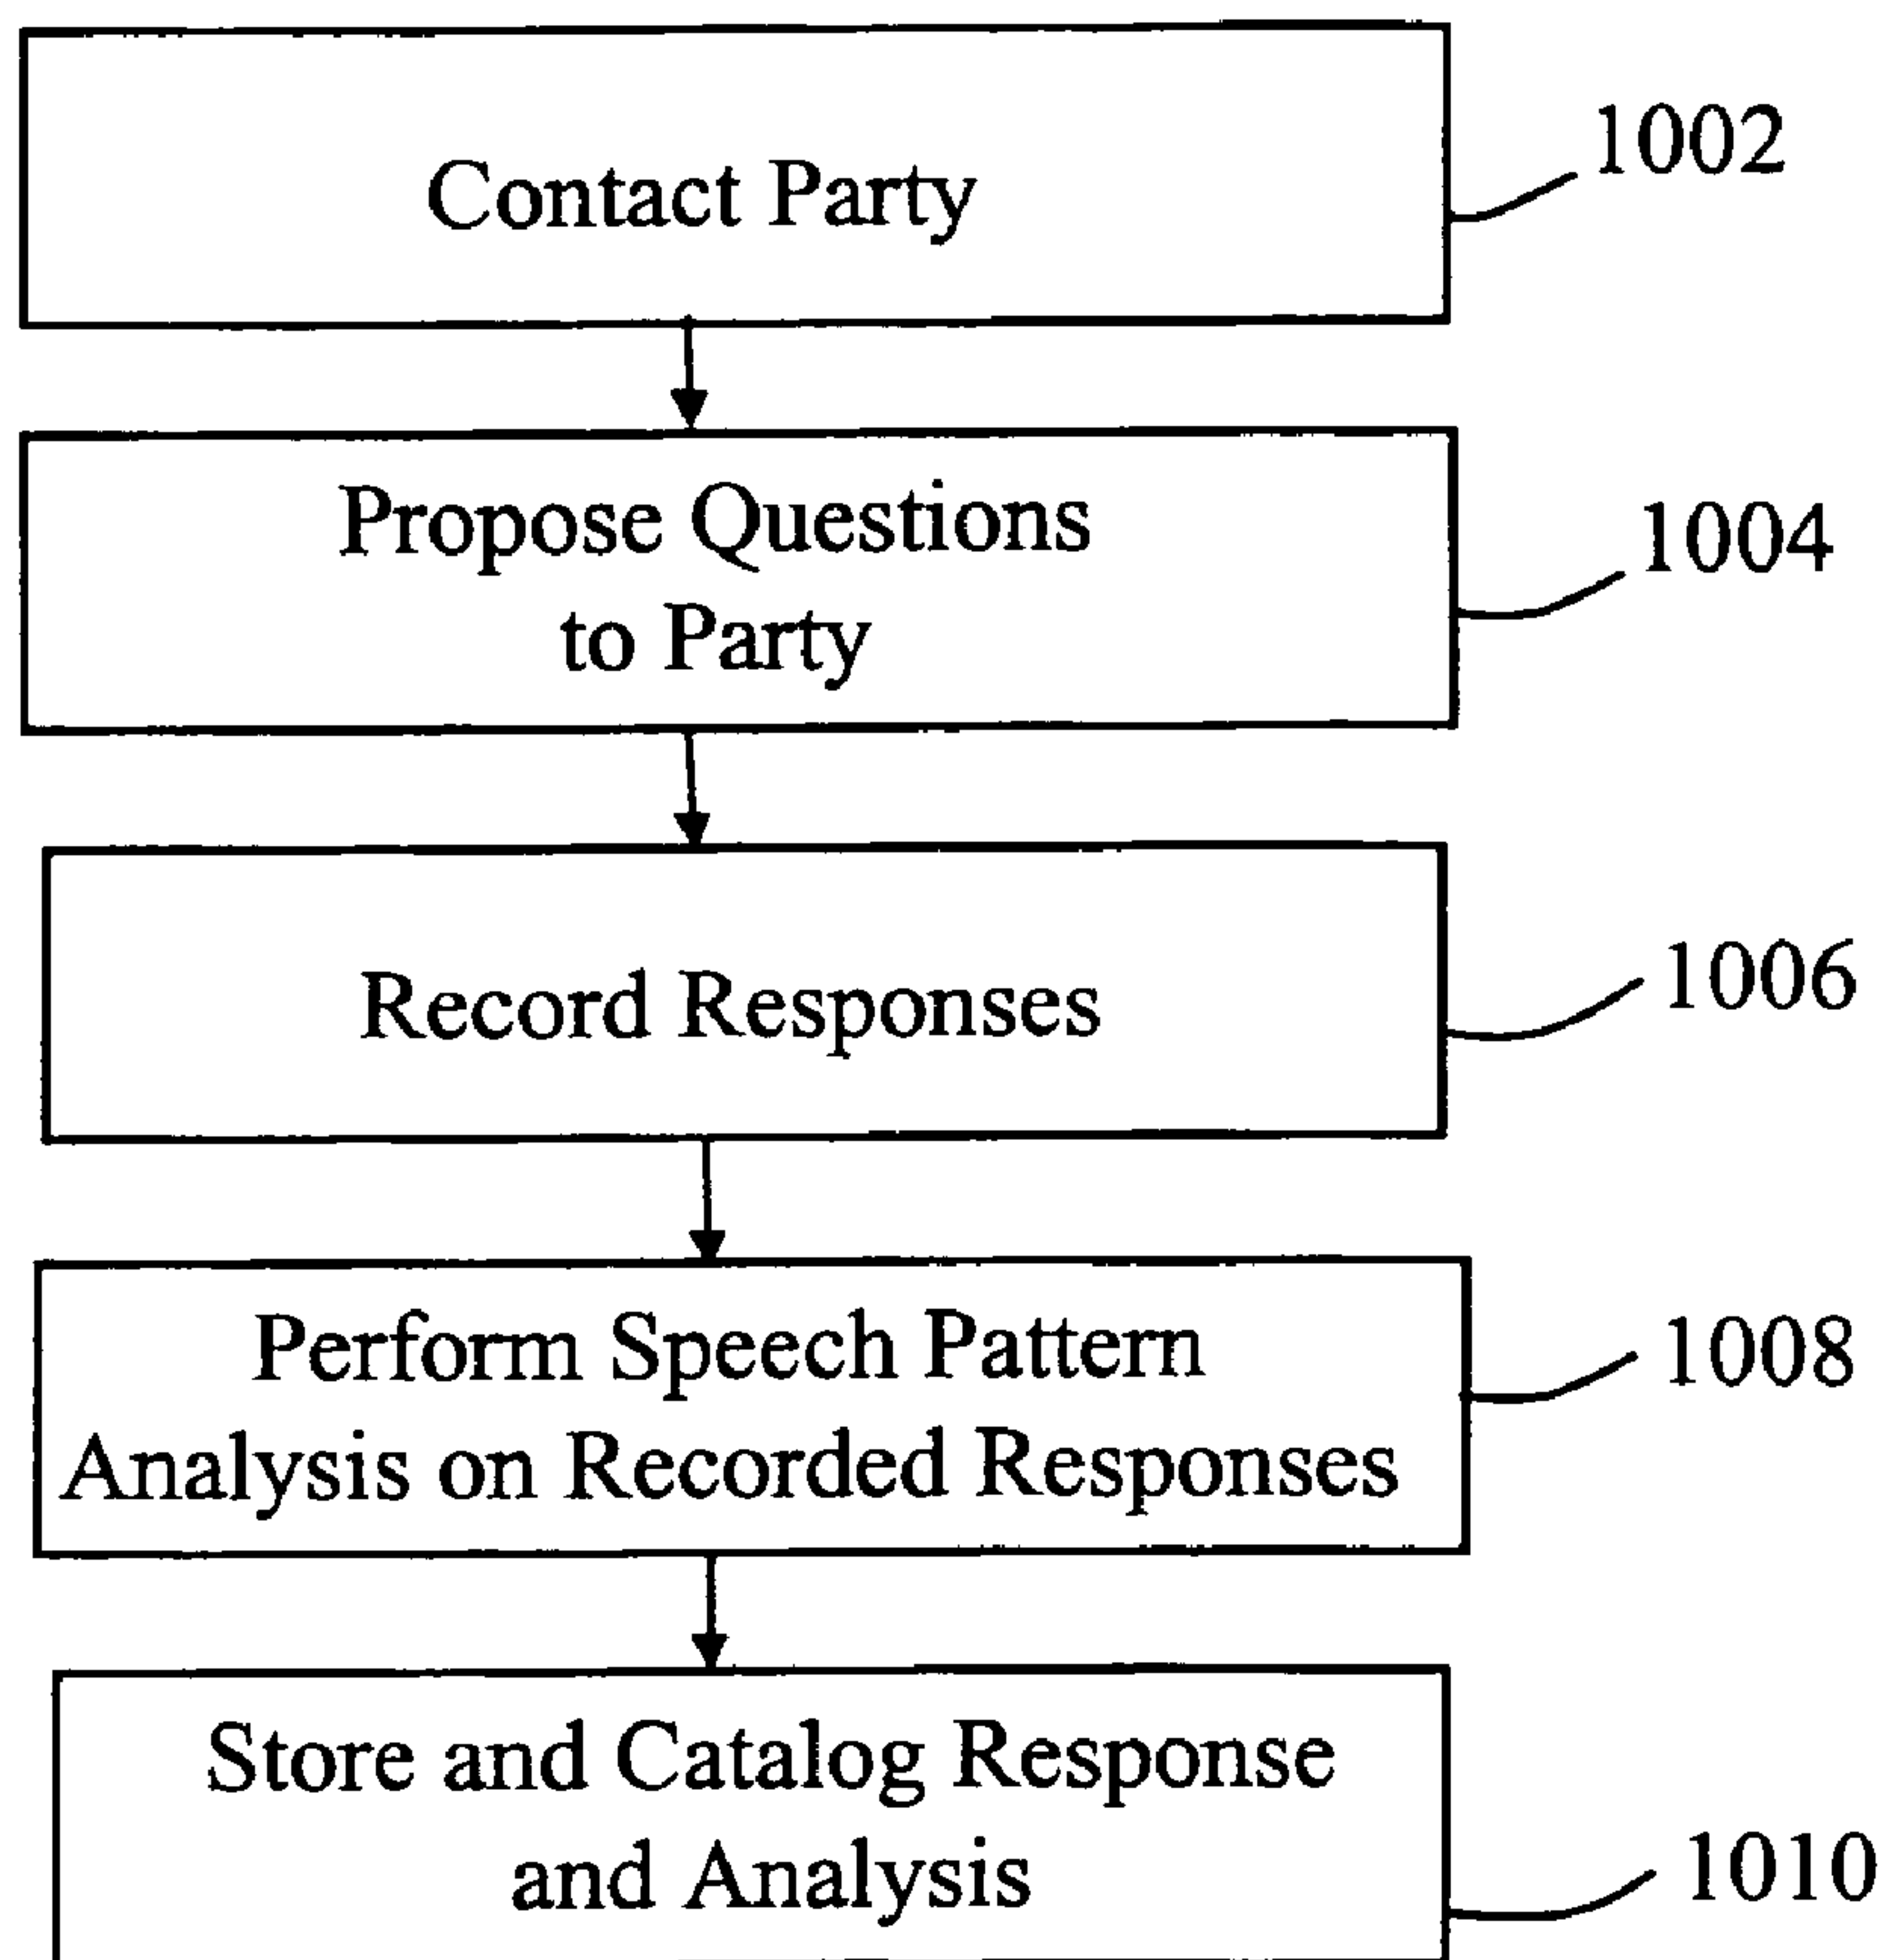 Contact Party
1002
Propose Questions
to Party
1004
Record Responses
1006
Perform Speech Pattern
Analysis on Recorded Responses
1008
Store and Catalog Response
and Analysis
1010